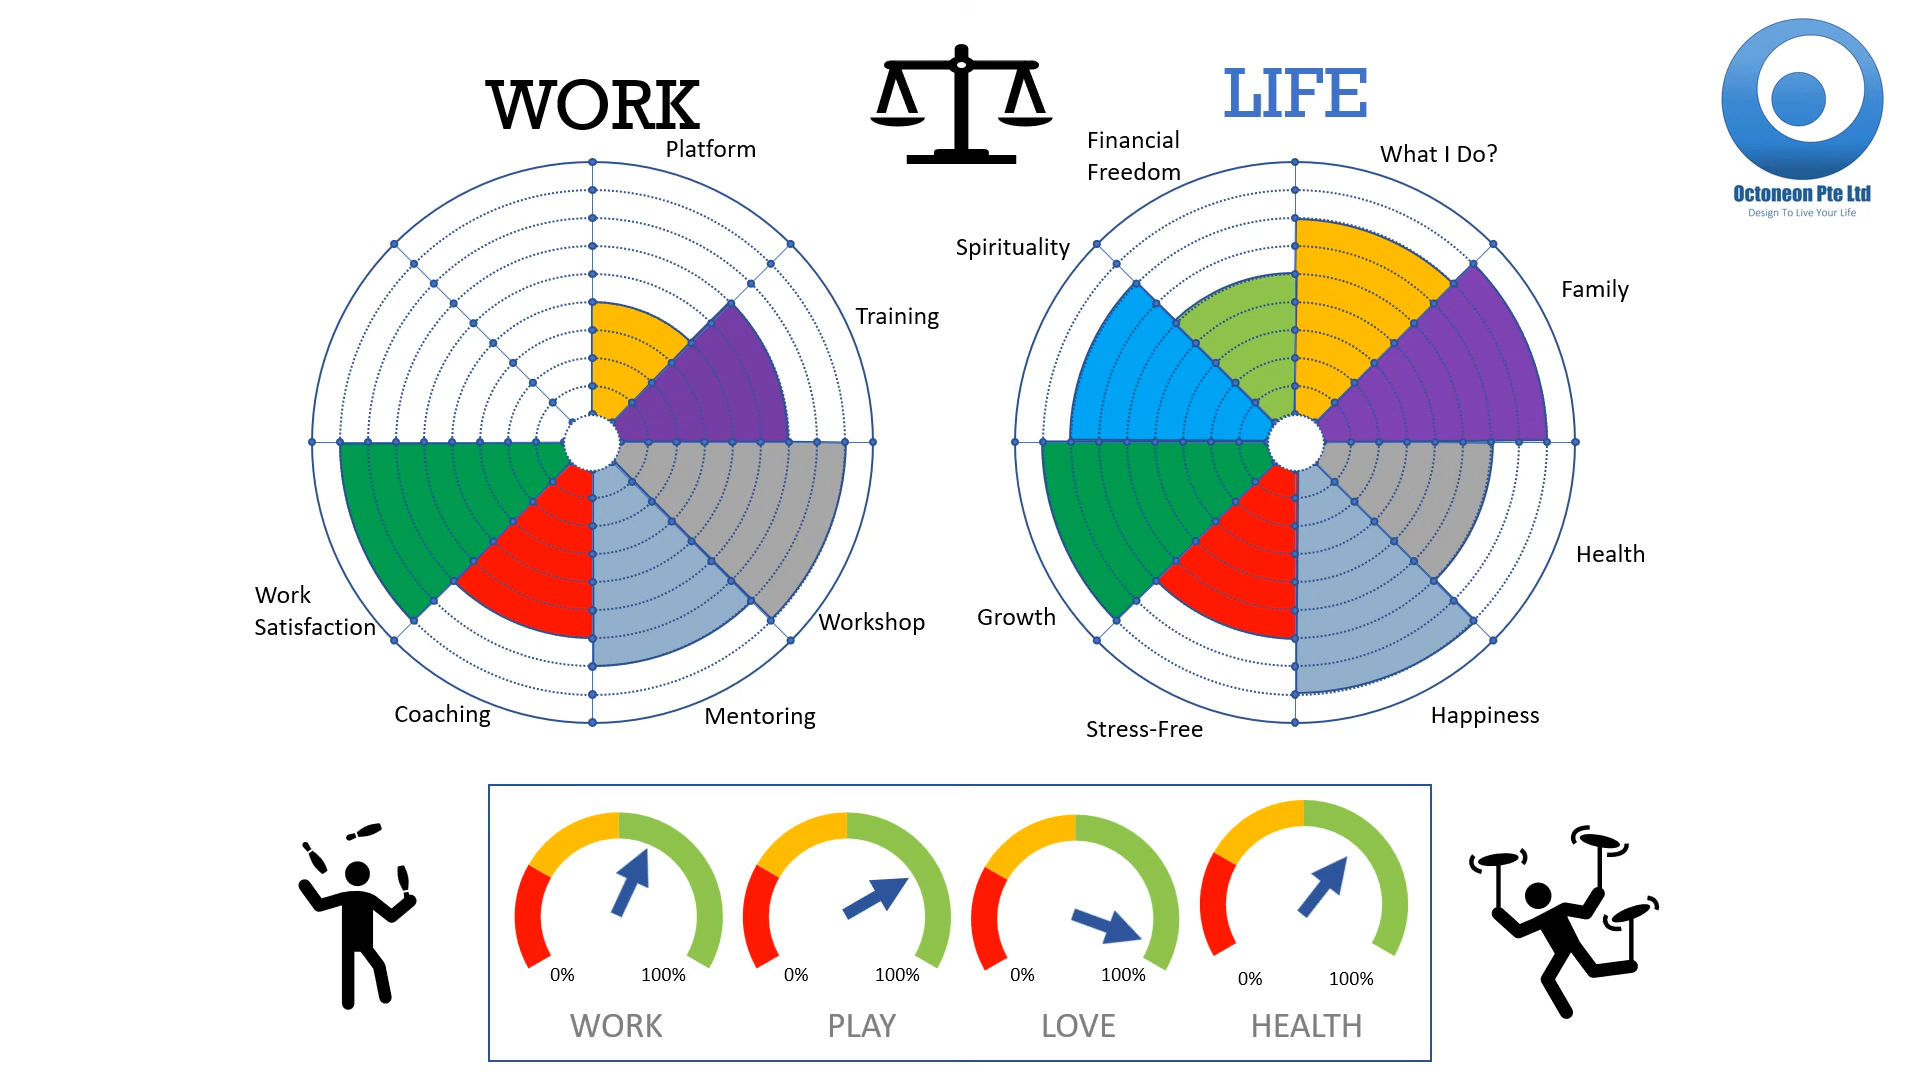 WORK
LIFE
Octoneon Pte Ltd
Design To Live Your Life
Platform
Training
Workshop
Mentoring
Coaching
Work
Satisfaction
Financial
Freedom
What I Do?
Spirituality
Family
Health
Growth
Happiness
Stress-Free
0% 100%
WORK
0% 100%
PLAY
0% 100%
LOVE
0% 100%
HEALTH